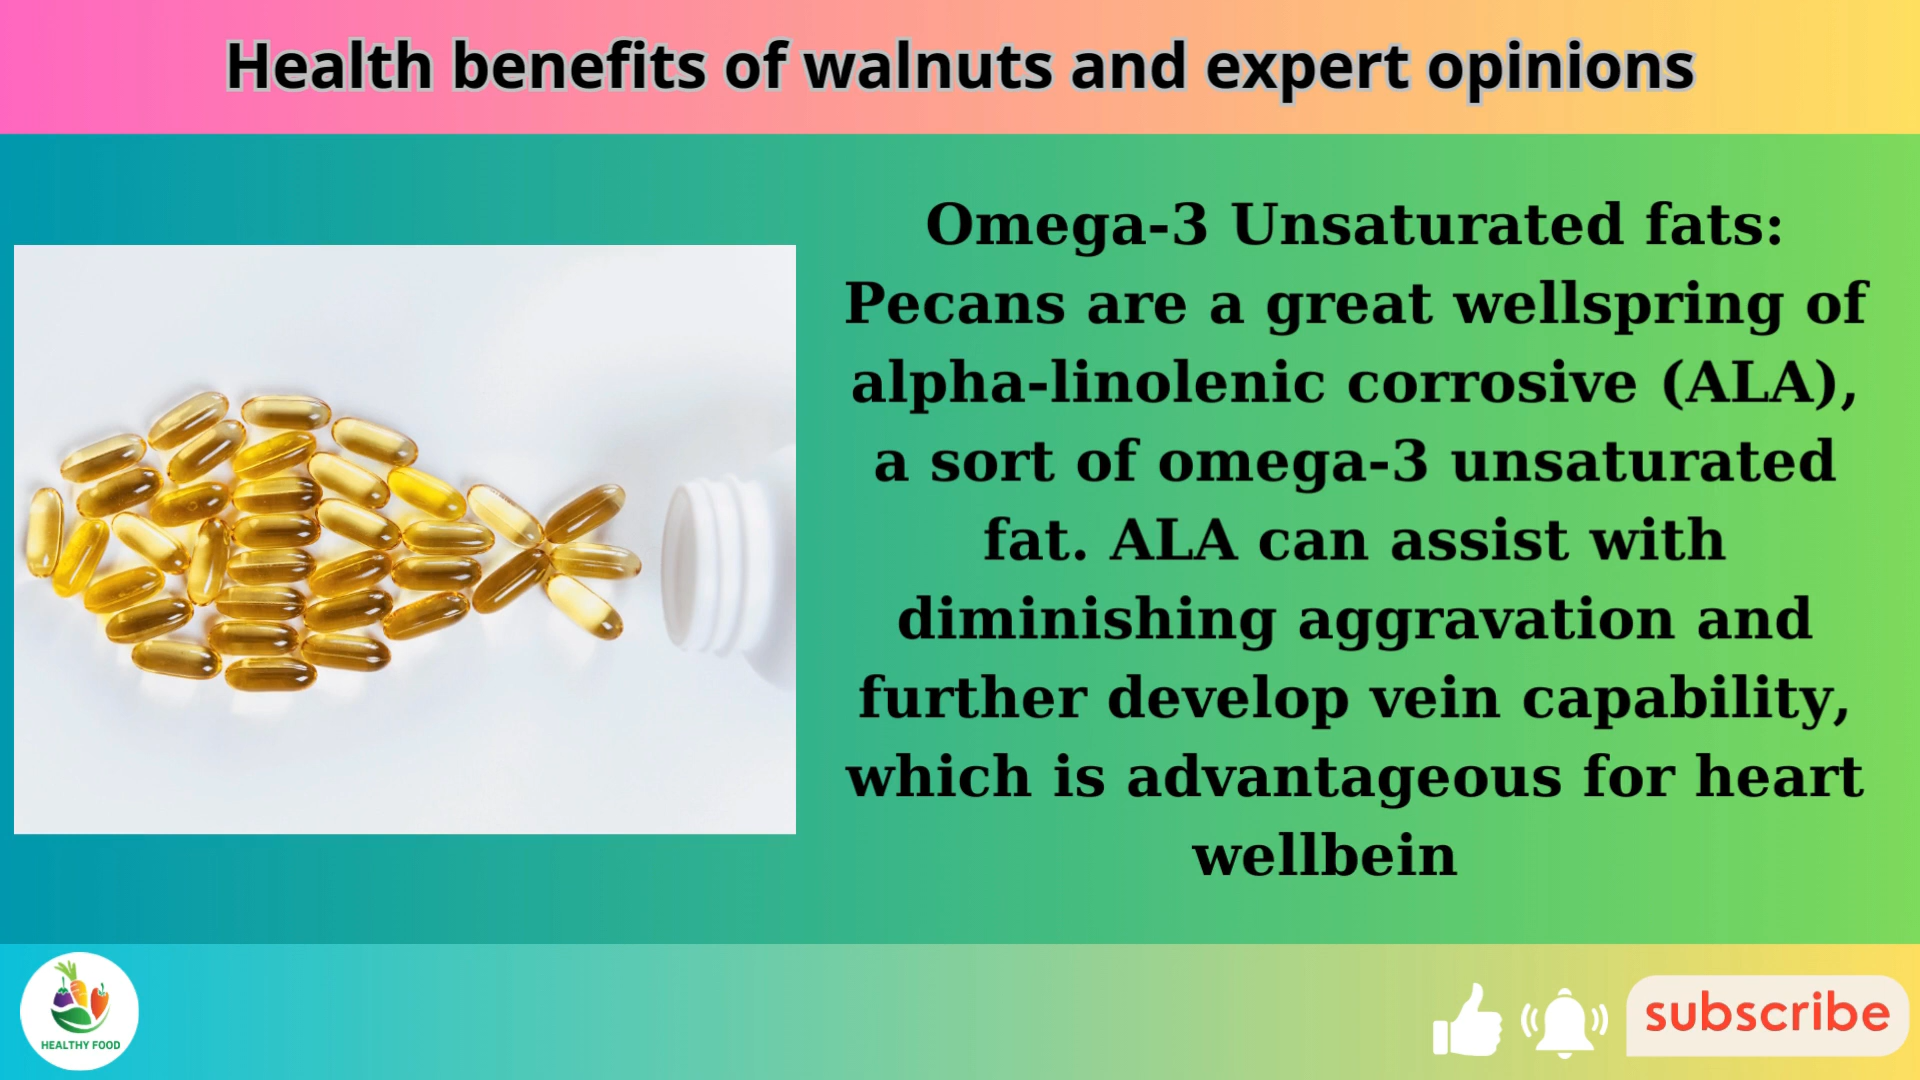 Health benefits of walnuts and expert opinions
Omega-3 Unsaturated fats:
Pecans are a great wellspring of
alpha-linolenic corrosive (ALA),
a sort of omega-3 unsaturated
fat. ALA can assist with
diminishing aggravation and
further develop vein capability,
which is advantageous for heart
wellbein
HEALTHY FOOD
subscribe